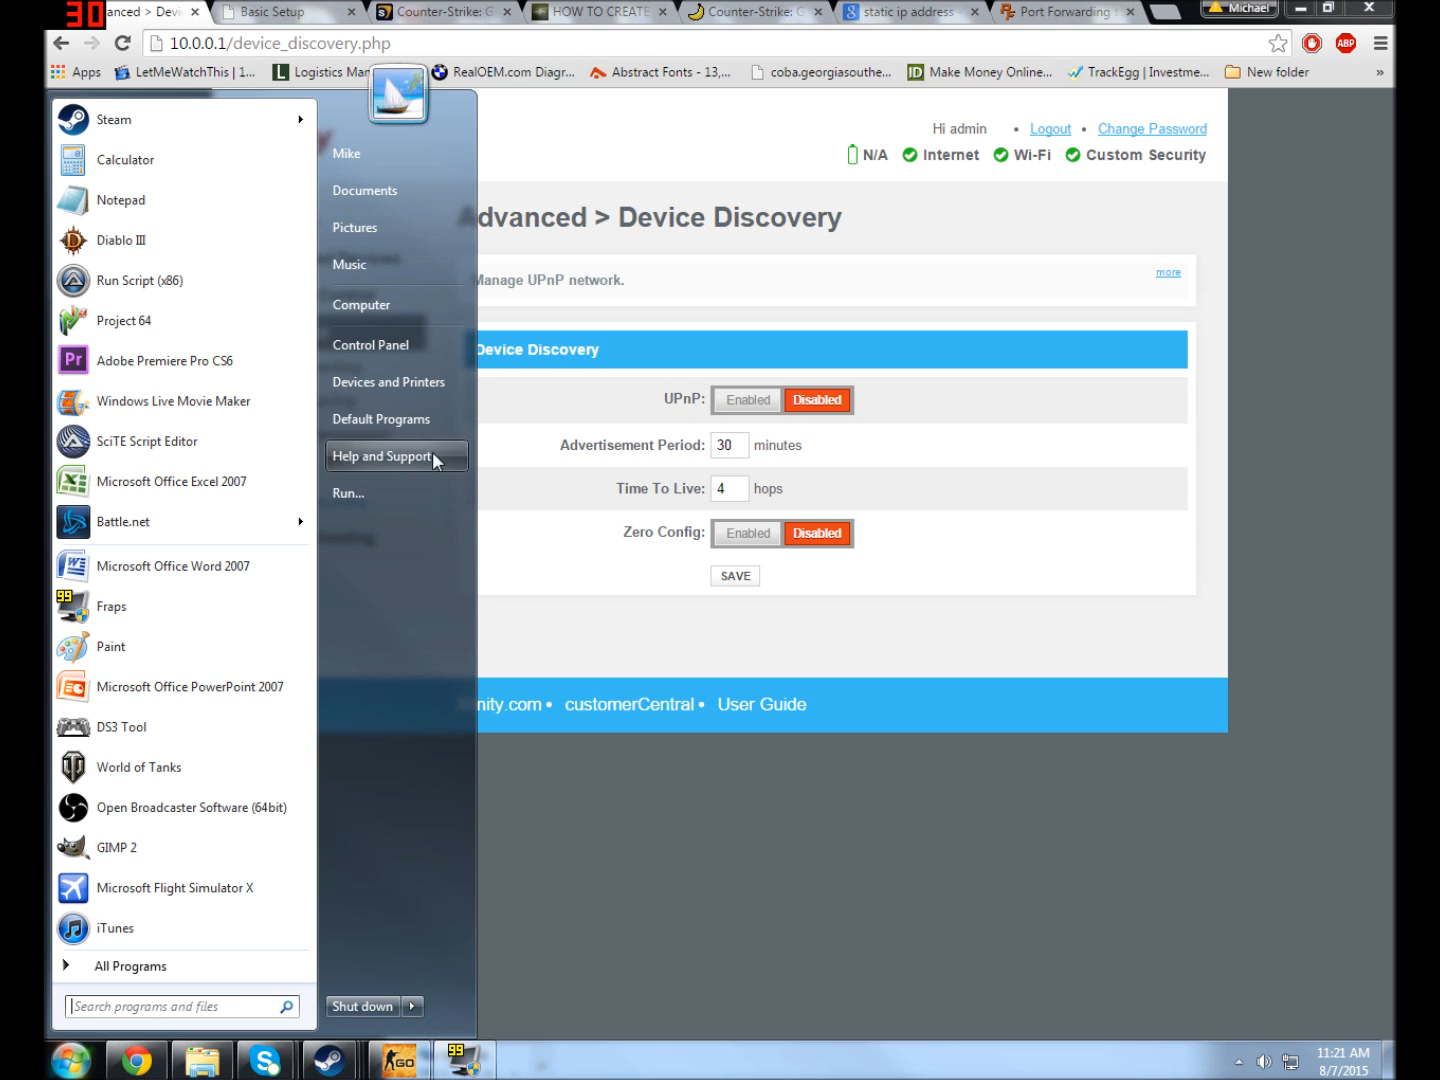 30
anced > Devi
Basic Setup
Counter-Strike: G
HOW TO CREATE
Counter-Strike: G
static ip address -
Port Forwarding
Michael
10.0.0.1/device_discovery.php
ABP
Apps
LetMeWatchThis | 1...
Logistics Mar
RealOEM.com Diagr...
Abstract Fonts - 13,...
coba.georgiasouthe...
Make Money Online...
TrackEgg | Investme...
New folder
»
Hi admin • Logout • Change Password
N/A Internet Wi-Fi Custom Security
Advanced > Device Discovery
Manage UPnP network.
more
Device Discovery
UPnP: Enabled Disabled
Advertisement Period: 30 minutes
Time To Live: 4 hops
Zero Config: Enabled Disabled
SAVE
nity.com • customerCentral • User Guide
Steam
Calculator
Notepad
Diablo III
Run Script (x86)
Project 64
Adobe Premiere Pro CS6
Windows Live Movie Maker
SciTE Script Editor
Microsoft Office Excel 2007
Battle.net
Microsoft Office Word 2007
99
Fraps
Paint
Microsoft Office PowerPoint 2007
DS3 Tool
World of Tanks
Open Broadcaster Software (64bit)
GIMP 2
Microsoft Flight Simulator X
iTunes
All Programs
Search programs and files
Mike
Documents
Pictures
Music
Computer
Control Panel
Devices and Printers
Default Programs
Help and Support
Run...
Shut down
GO
99
11:21 AM
8/7/2015